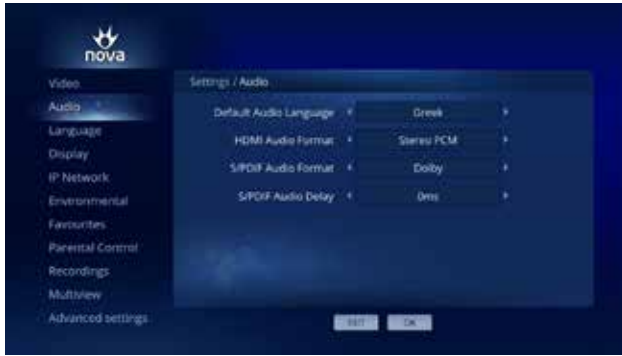 nova
Video
Audio
Language
Display
IP Network
Environmental
Favourites
Parental Control
Recordings
Multiview
Advanced settings
Settings / Audio
Default Audio Language Greek
HDMI Audio Format Stereo PCM
S/PDIF Audio Format Dolby
S/PDIF Audio Delay 0ms
EXIT OK